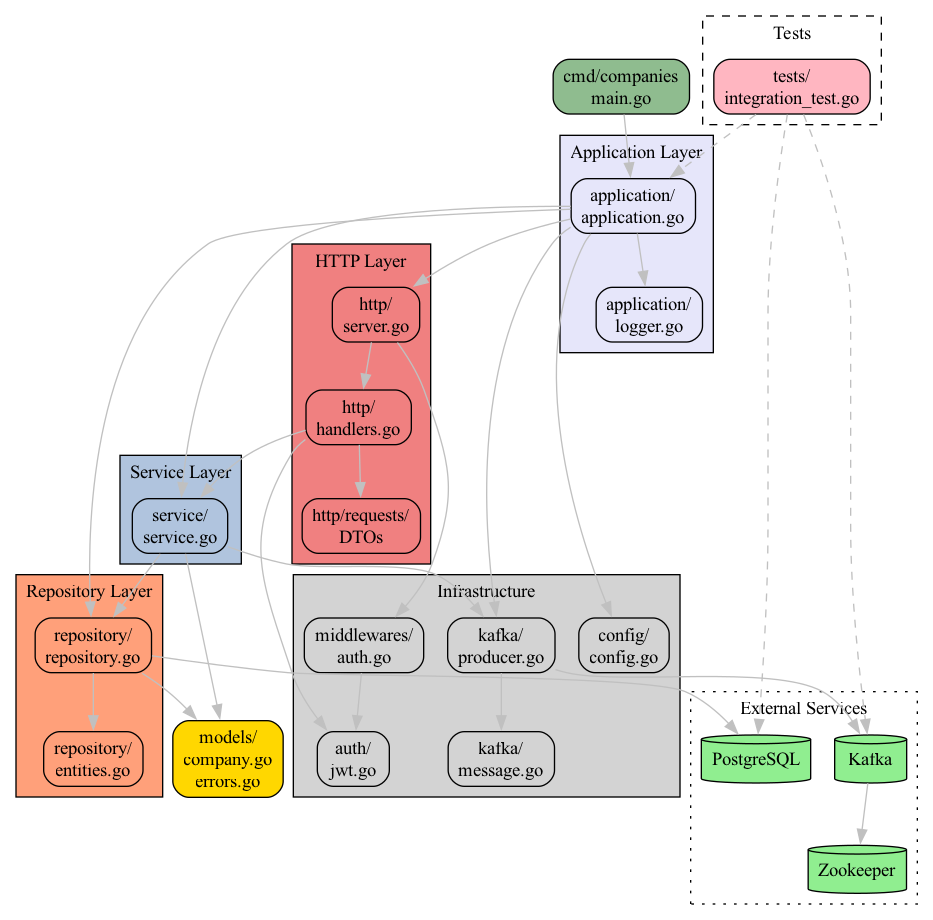 Tests
cmd/companies
main.go
tests/
integration_test.go
Application Layer
application/
application.go
HTTP Layer
http/
server.go
application/
logger.go
http/
handlers.go
Service Layer
service/
service.go
http/requests/
DTOs
Repository Layer
repository/
repository.go
Infrastructure
middlewares/
auth.go
kafka/
producer.go
config/
config.go
External Services
repository/
entities.go
models/
company.go
errors.go
auth/
jwt.go
kafka/
message.go
PostgreSQL
Kafka
Zookeeper